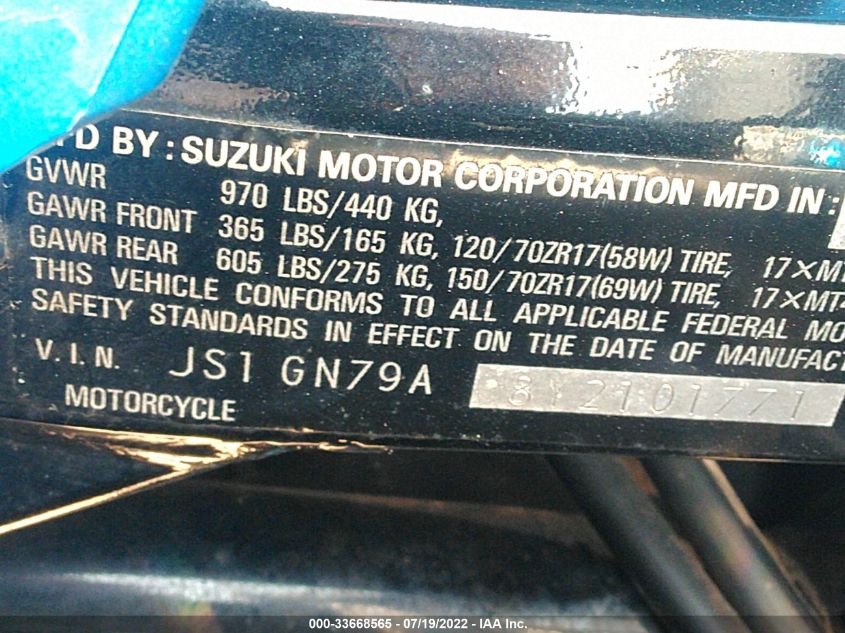 MFD BY: SUZUKI MOTOR CORPORATION MFD IN:
GVWR 970 LBS/440 KG,
GAWR FRONT 365 LBS/165 KG, 120/70ZR17(58W) TIRE, 17×MT
GAWR REAR 605 LBS/275 KG, 150/70ZR17(69W) TIRE, 17×MT4
THIS VEHICLE CONFORMS TO ALL APPLICABLE FEDERAL MO
SAFETY STANDARDS IN EFFECT ON THE DATE OF MANUFACT
V. I. N. JS1 GN79A 8Y2101771
MOTORCYCLE
000-33668565 - 07/19/2022 - IAA Inc.